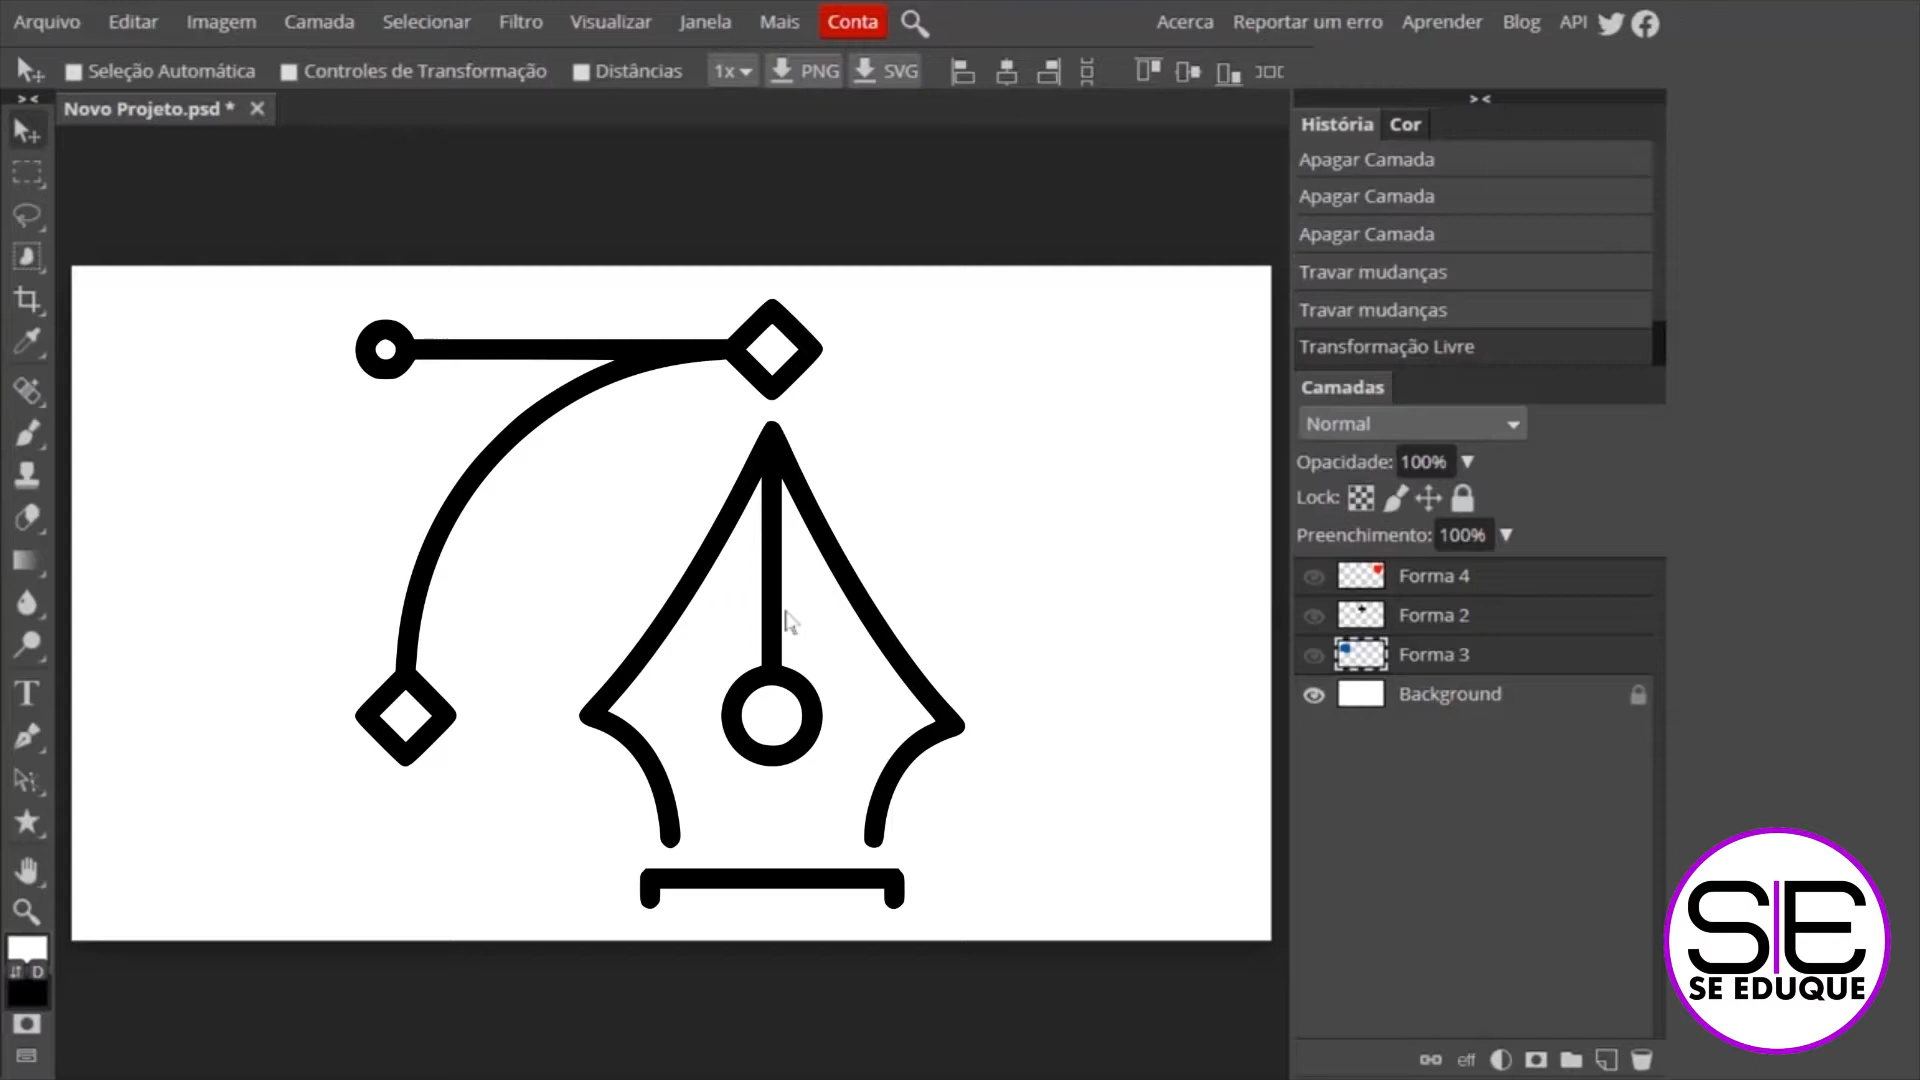 Arquivo Editar Imagem Camada Selecionar Filtro Visualizar Janela Mais Conta Acerca Reportar um erro Aprender Blog API
Seleção Automática Controles de Transformação Distâncias 1x PNG SVG
Novo Projeto.psd *
História Cor
Apagar Camada
Apagar Camada
Apagar Camada
Travar mudanças
Travar mudanças
Transformação Livre
Camadas
Normal
Opacidade: 100%
Lock:
Preenchimento: 100%
Forma 4
Forma 2
Forma 3
Background
D
eff
SE
SE EDUQUE